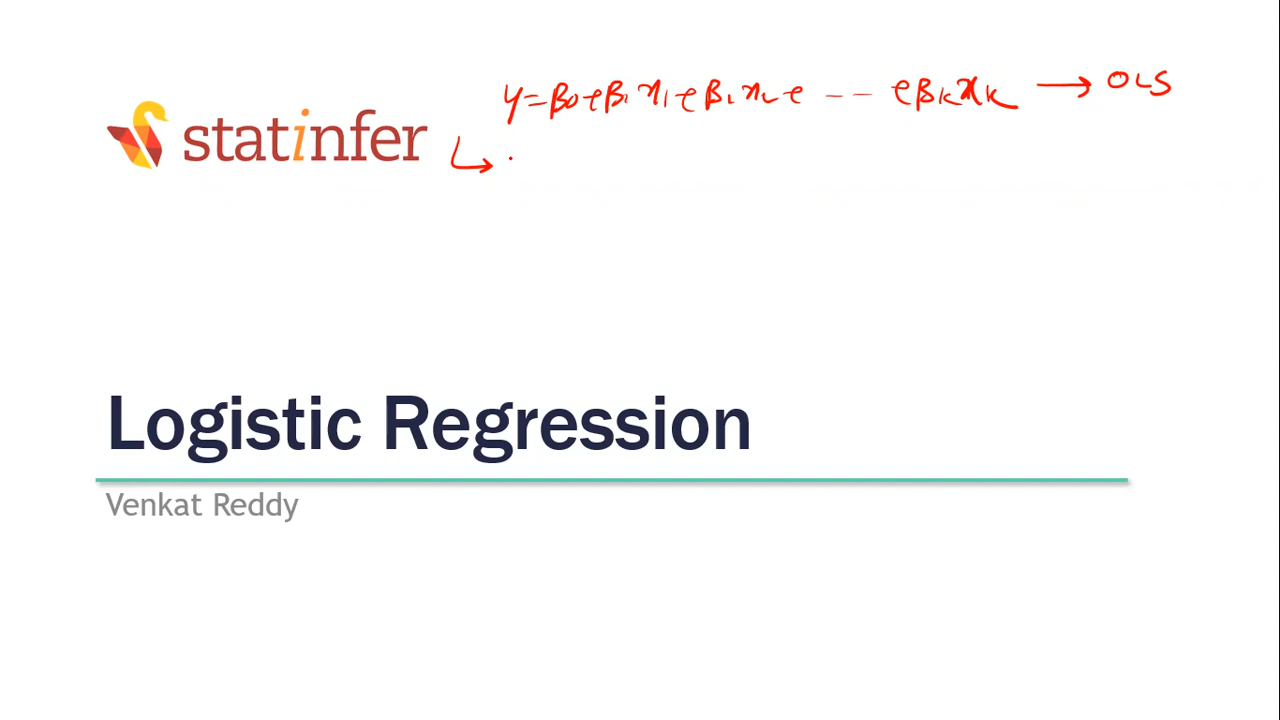 y=β0+β1x1+β2x2+ -- +βkxk → OLS
statinfer
Logistic Regression
Venkat Reddy